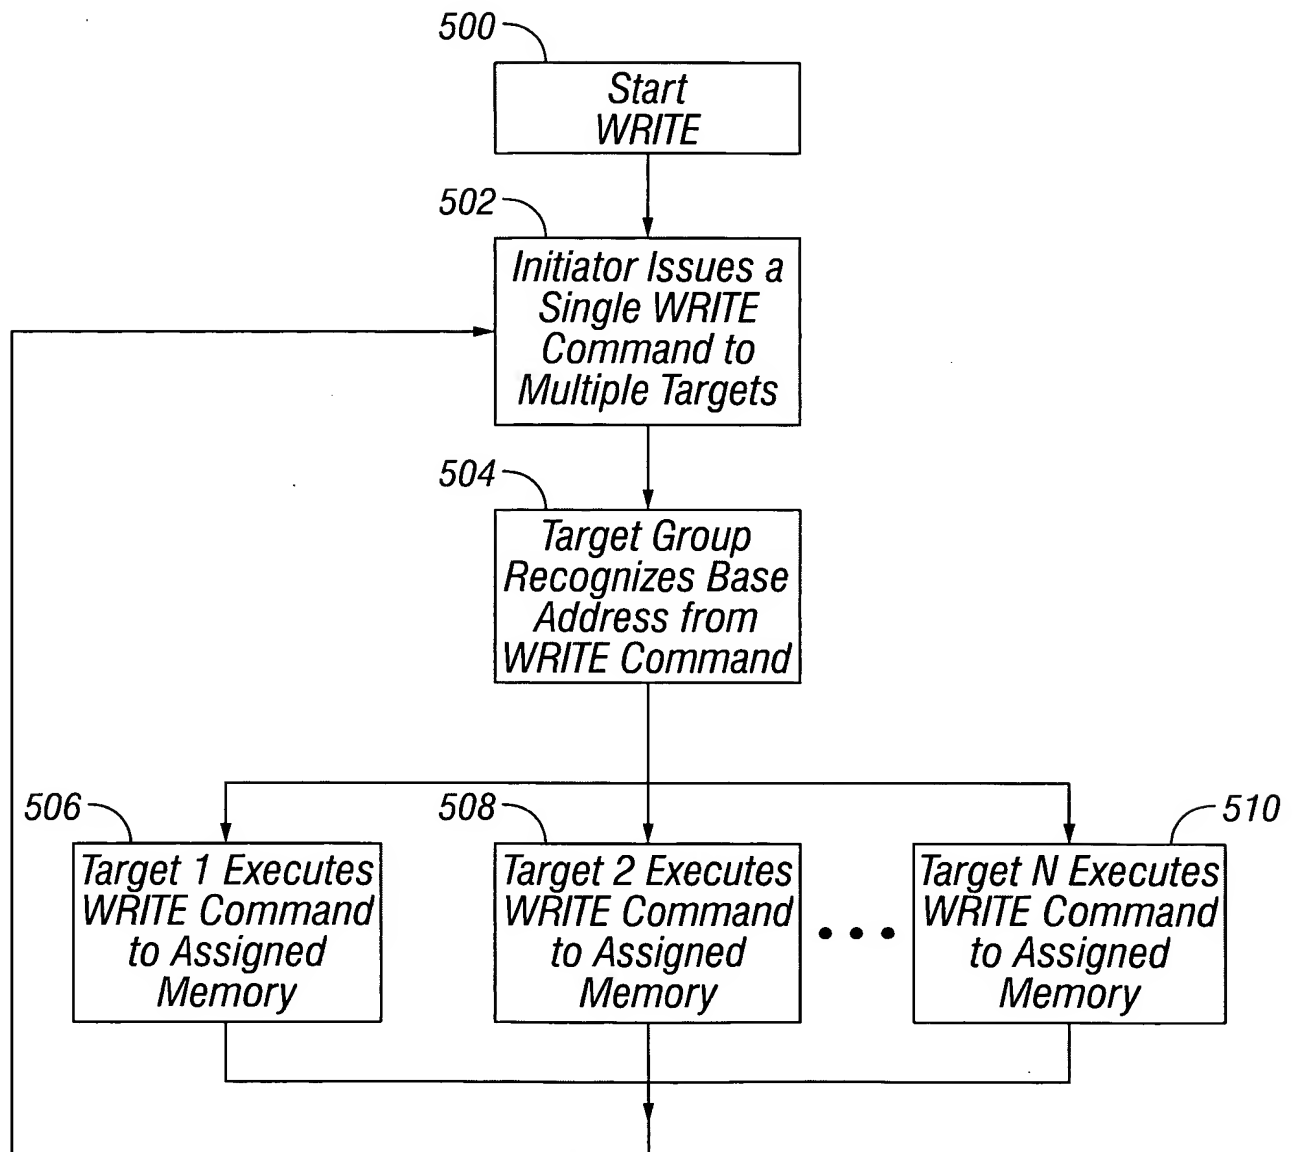 500
Start
WRITE
502
Initiator Issues a
Single WRITE
Command to
Multiple Targets
504
Target Group
Recognizes Base
Address from
WRITE Command
506
Target 1 Executes
WRITE Command
to Assigned
Memory
508
Target 2 Executes
WRITE Command
to Assigned
Memory
• • •
510
Target N Executes
WRITE Command
to Assigned
Memory